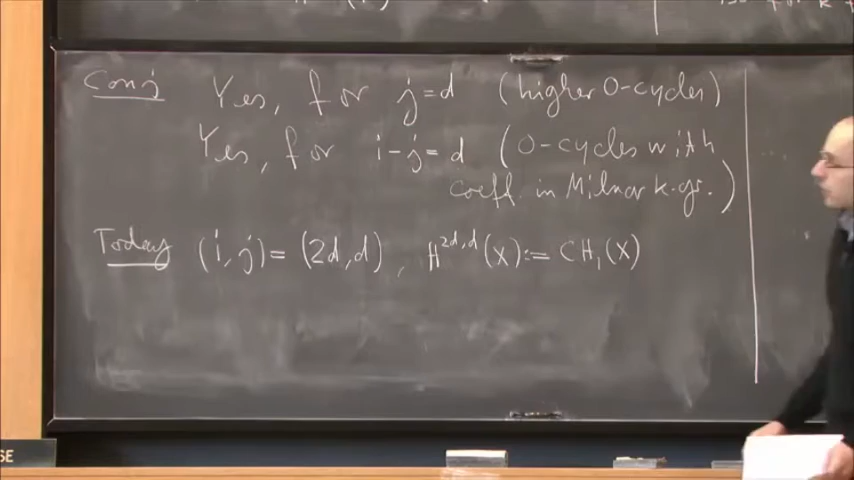 Conj Yes, for j=d (higher 0-cycles)
Yes, for i-j=d (0-cycles with
coeff. in Milnor k-gr.)
Today (i,j)=(2d,d), H^{2d,d}(X):=CH_1(X)
SE